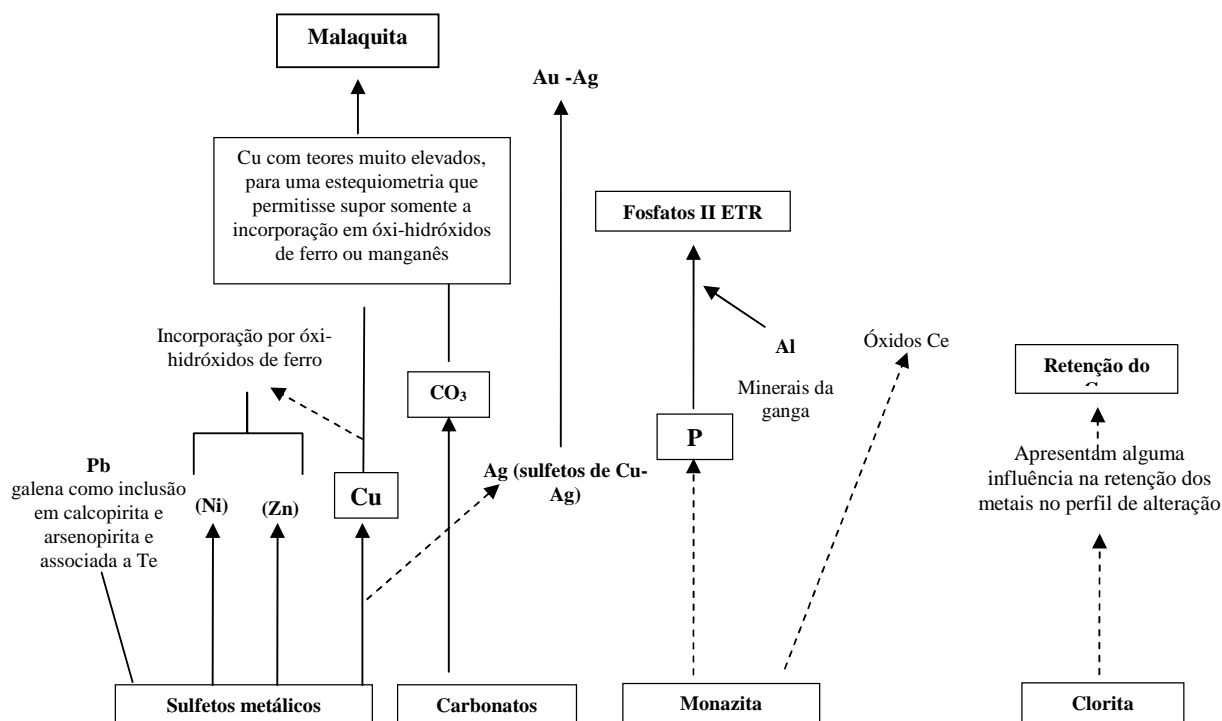 Malaquita
Au -Ag
Cu com teores muito elevados,
para uma estequiometria que
permitisse supor somente a
incorporação em óxi-hidróxidos
de ferro ou manganês
Fosfatos II ETR
Incorporação por óxi-
hidróxidos de ferro
Al
Minerais da
ganga
Óxidos Ce
Retenção do
CO₃
P
Apresentam alguma
influência na retenção dos
metais no perfil de alteração
Pb
galena como inclusão
em calcopirita e
arsenopirita e
associada a Te
(Ni)
(Zn)
Cu
Ag (sulfetos de Cu-
Ag)
Sulfetos metálicos
Carbonatos
Monazita
Clorita